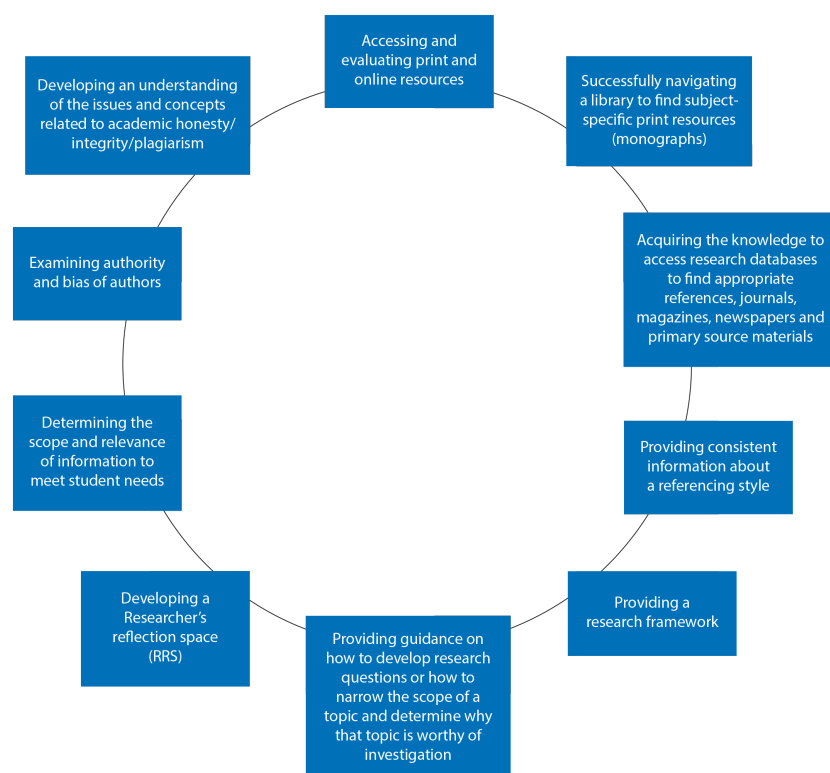 Accessing and
evaluating print and
online resources
Successfully navigating
a library to find subject-
specific print resources
(monographs)
Acquiring the knowledge to
access research databases
to find appropriate
references, journals,
magazines, newspapers and
primary source materials
Providing consistent
information about
a referencing style
Providing a
research framework
Providing guidance on
how to develop research
questions or how to
narrow the scope of a
topic and determine why
that topic is worthy of
investigation
Developing a
Researcher’s
reflection space
(RRS)
Determining the
scope and relevance
of information to
meet student needs
Examining authority
and bias of authors
Developing an understanding
of the issues and concepts
related to academic honesty/
integrity/plagiarism